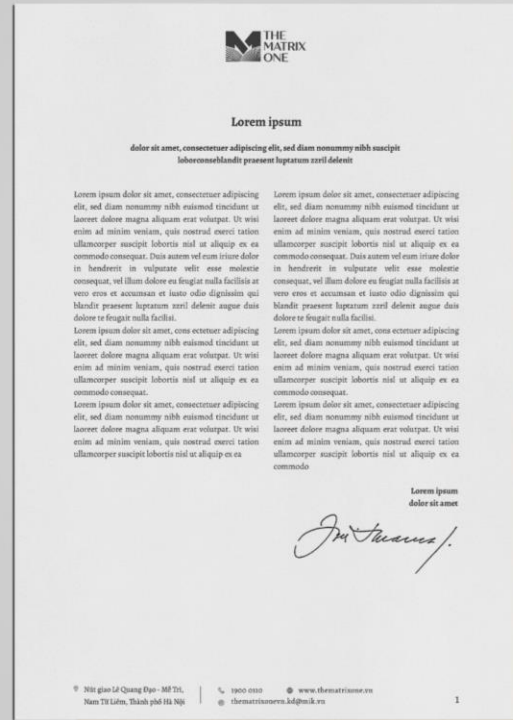 THE
MATRIX
ONE
Lorem ipsum
dolor sit amet, consectetuer adipiscing elit, sed diam nonummy nibh suscipit
loborconseblandit praesent luptatum zzril delenit
Lorem ipsum dolor sit amet, consectetuer adipiscing
elit, sed diam nonummy nibh euismod tincidunt ut
laoreet dolore magna aliquam erat volutpat. Ut wisi
enim ad minim veniam, quis nostrud exerci tation
ullamcorper suscipit lobortis nisl ut aliquip ex ea
commodo consequat. Duis autem vel eum iriure dolor
in hendrerit in vulputate velit esse molestie
consequat, vel illum dolore eu feugiat nulla facilisis at
vero eros et accumsan et iusto odio dignissim qui
blandit praesent luptatum zzril delenit augue duis
dolore te feugait nulla facilisi.
Lorem ipsum dolor sit amet, cons ectetuer adipiscing
elit, sed diam nonummy nibh euismod tincidunt ut
laoreet dolore magna aliquam erat volutpat. Ut wisi
enim ad minim veniam, quis nostrud exerci tation
ullamcorper suscipit lobortis nisl ut aliquip ex ea
commodo consequat.
Lorem ipsum dolor sit amet, consectetuer adipiscing
elit, sed diam nonummy nibh euismod tincidunt ut
laoreet dolore magna aliquam erat volutpat. Ut wisi
enim ad minim veniam, quis nostrud exerci tation
ullamcorper suscipit lobortis nisl ut aliquip ex ea
Lorem ipsum dolor sit amet, consectetuer adipiscing
elit, sed diam nonummy nibh euismod tincidunt ut
laoreet dolore magna aliquam erat volutpat. Ut wisi
enim ad minim veniam, quis nostrud exerci tation
ullamcorper suscipit lobortis nisl ut aliquip ex ea
commodo consequat. Duis autem vel eum iriure dolor
in hendrerit in vulputate velit esse molestie
consequat, vel illum dolore eu feugiat nulla facilisis at
vero eros et accumsan et iusto odio dignissim qui
blandit praesent luptatum zzril delenit augue duis
dolore te feugait nulla facilisi.
Lorem ipsum dolor sit amet, cons ectetuer adipiscing
elit, sed diam nonummy nibh euismod tincidunt ut
laoreet dolore magna aliquam erat volutpat. Ut wisi
enim ad minim veniam, quis nostrud exerci tation
ullamcorper suscipit lobortis nisl ut aliquip ex ea
commodo consequat.
Lorem ipsum dolor sit amet, consectetuer adipiscing
elit, sed diam nonummy nibh euismod tincidunt ut
laoreet dolore magna aliquam erat volutpat. Ut wisi
enim ad minim veniam, quis nostrud exerci tation
ullamcorper suscipit lobortis nisl ut aliquip ex ea
commodo
Lorem ipsum
dolor sit amet
Nút giao Lê Quang Đạo - Mễ Trì,
Nam Từ Liêm, Thành phố Hà Nội
1900 0110 www.thematrixone.vn
thematrixonevn.kd@mik.vn
1